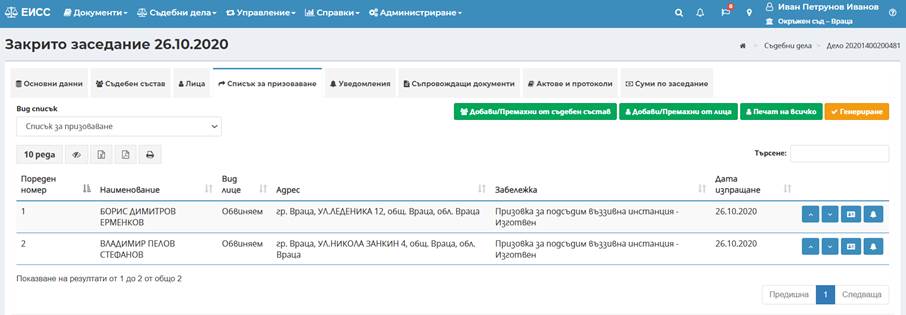 ЕИСС Документи Съдебни дела Управление Справки Администриране 8 Иван Петрунов Иванов
Окръжен съд – Враца
Закрито заседание 26.10.2020
Съдебни дела Дело 20201400200481
Основни данни Съдебен състав Лица Списък за призоваване Уведомления Съпровождащи документи Актове и протоколи Суми по заседание
Вид списък
Списък за призоваване
Добави/Премахни от съдебен състав Добави/Премахни от лица Печат на всичко Генериране
10 реда Търсене:
Пореден номер Наименование Вид лице Адрес Забележка Дата изпращане
1 БОРИС ДИМИТРОВ Обвиняем гр. Враца, УЛ.ЛЕДЕНИКА 12, общ. Враца, обл. Враца Призовка за подсъдим въззивна инстанция - 26.10.2020
ЕРМЕНКОВ Изготвен
2 ВЛАДИМИР ПЕЛОВ Обвиняем гр. Враца, УЛ.НИКОЛА ЗАНКИН 4, общ. Враца, обл. Призовка за подсъдим въззивна инстанция - 26.10.2020
СТЕФАНОВ Враца Изготвен
Показване на резултати от 1 до 2 от общо 2
Предишна 1 Следваща